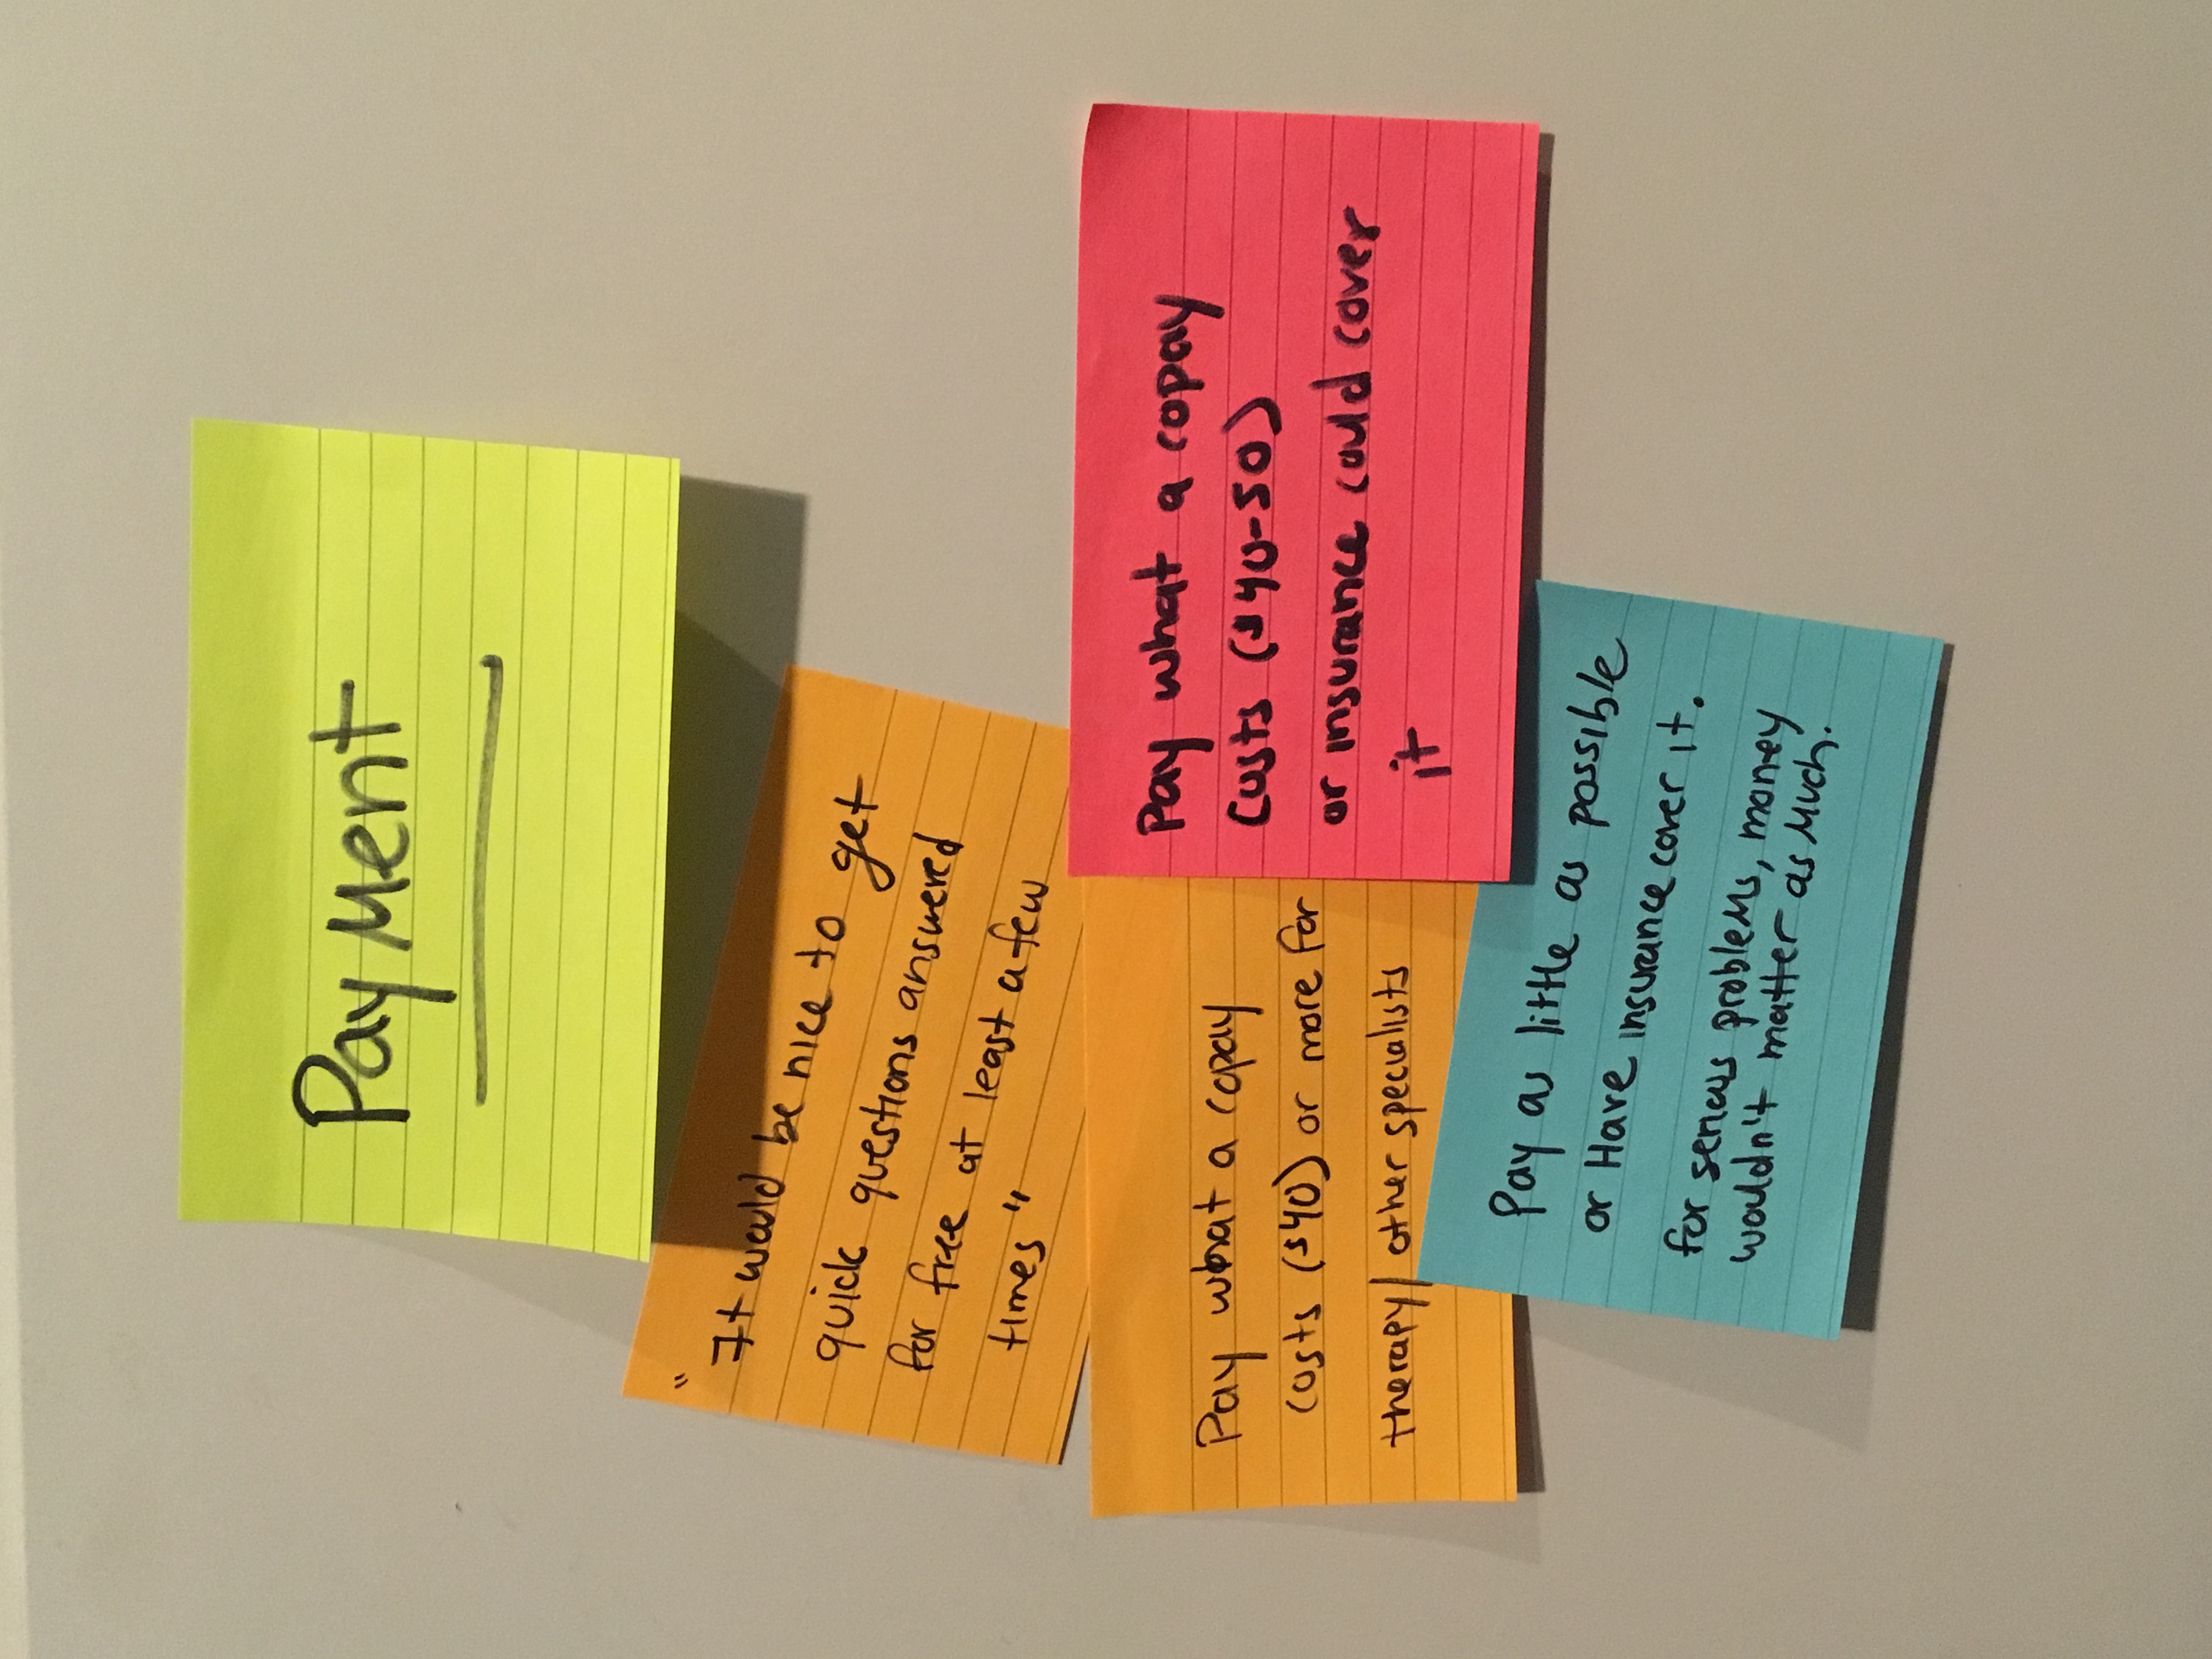 Payment
"It would be nice to get
quick questions answered
for free at least a few
times"
Pay what a copay
costs ($40) or more for
therapy/ other specialists
Pay what a copay
costs ($40-50)
or insurance could cover
it
Pay as little as possible
or Have insurance cover it.
for serious problems, money
wouldn't matter as much.